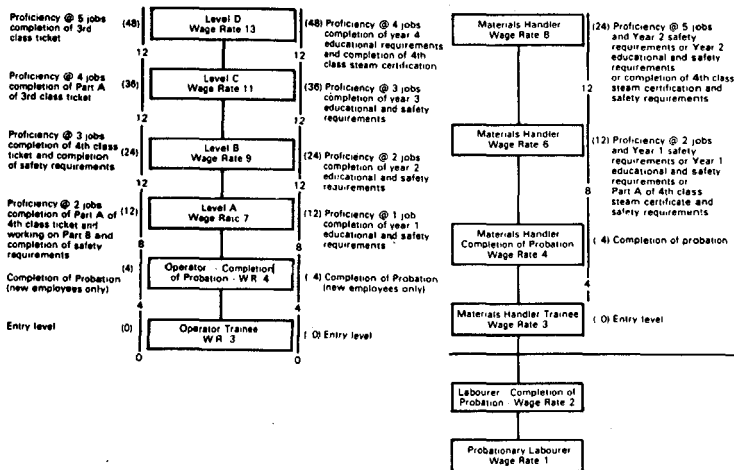 Proficiency @ 5 jobs
completion of 3rd
class ticket
(48)
12
Level D
Wage Rate 13
(48) Proficiency @ 4 jobs
completion of year 4
educational requirements
and completion of 4th
class steam certification
12
Proficiency @ 4 jobs
completion of Part A
of 3rd class ticket
(36)
12
Level C
Wage Rate 11
(36) Proficiency @ 3 jobs
completion of year 3
educational and safety
requirements
12
Proficiency @ 3 jobs
completion of 4th class
ticket and completion
of safety requirements
(24)
12
Level B
Wage Rate 9
(24) Proficiency @ 2 jobs
completion of year 2
educational and safety
requirements
12
Proficiency @ 2 jobs
completion of Part A of
4th class ticket and
working on Part B and
completion of safety
requirements
(12)
8
Level A
Wage Rate 7
(12) Proficiency @ 1 job
completion of year 1
educational and safety
requirements
8
Completion of Probation
(new employees only)
(4)
4
Operator - Completion
of Probation - WR 4
(4) Completion of Probation
(new employees only)
4
Entry level
(0)
0
Operator Trainee
WR 3
(0) Entry level
0
Materials Handler
Wage Rate 8
(24) Proficiency @ 5 jobs
and Year 2 safety
requirements or Year 2
educational and safety
requirements
or completion of 4th class
steam certification and
safety requirements
12
Materials Handler
Wage Rate 6
(12) Proficiency @ 2 jobs
and Year 1 safety
requirements or Year 1
educational and safety
requirements or
Part A of 4th class
steam certificate and
safety requirements
8
Materials Handler
Completion of Probation
Wage Rate 4
(4) Completion of probation
4
Materials Handler Trainee
Wage Rate 3
(0) Entry level
Labourer - Completion of
Probation - Wage Rate 2
Probationary Labourer
Wage Rate 1